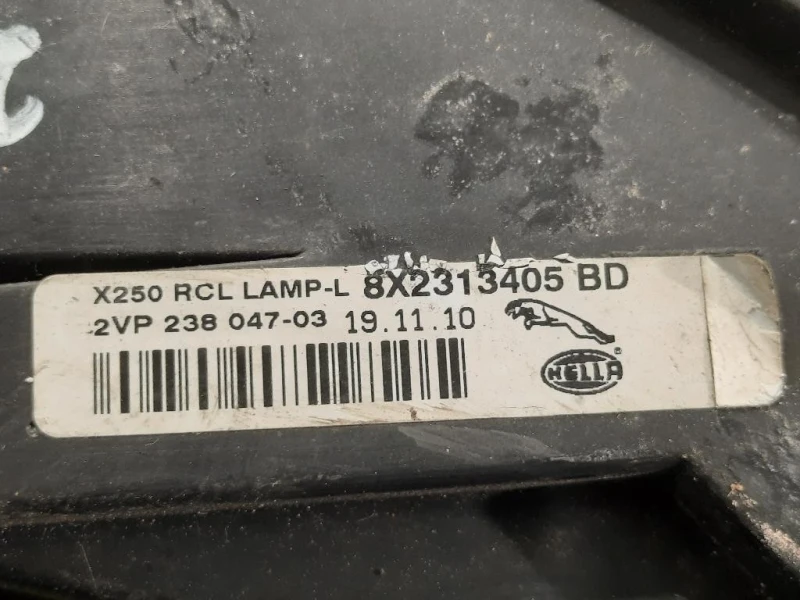 X250 RCL LAMP-L 8X2313405 BD
2VP 238 047-03 19.11.10
HELLA